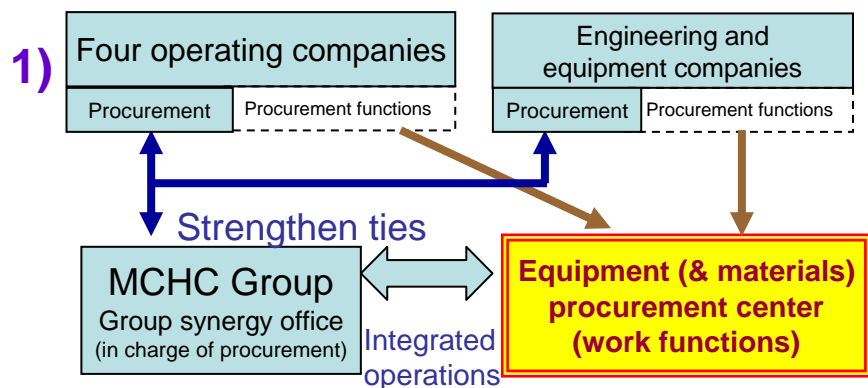 1)
Four operating companies
Procurement
Procurement functions
Engineering and
equipment companies
Procurement
Procurement functions
Strengthen ties
MCHC Group
Group synergy office
(in charge of procurement)
Integrated
operations
Equipment (& materials)
procurement center
(work functions)